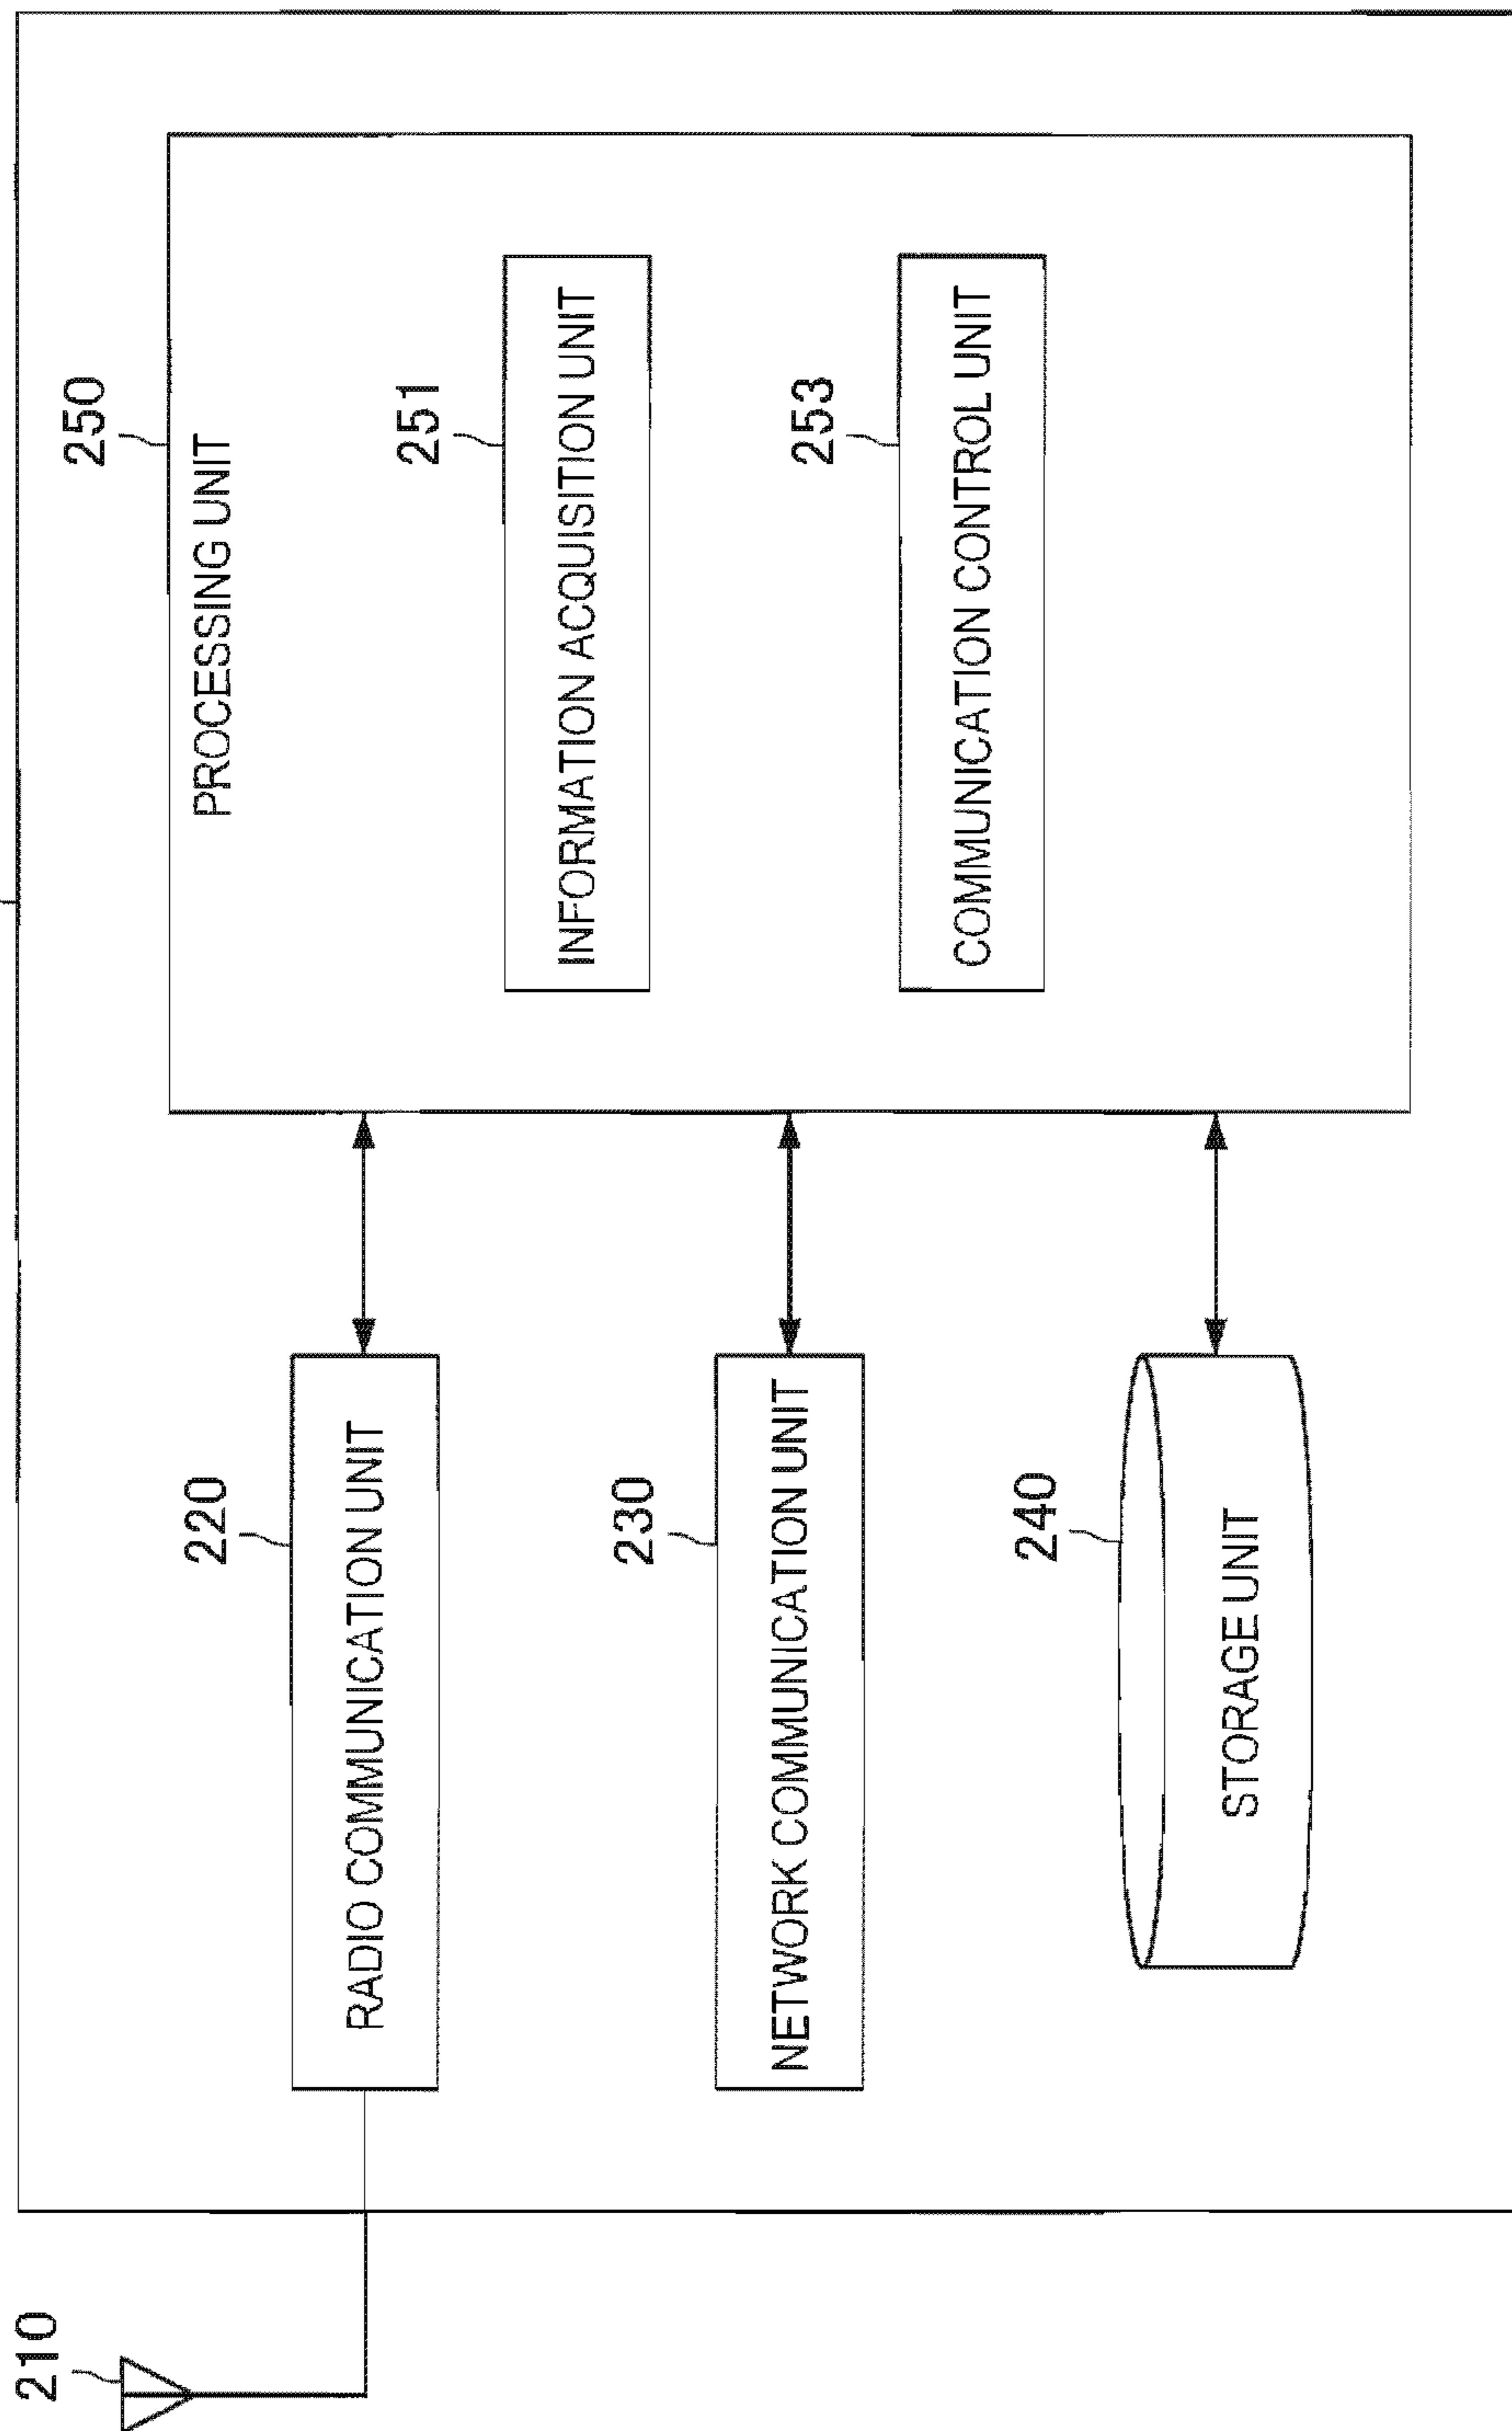 210
220
RADIO COMMUNICATION UNIT
230
NETWORK COMMUNICATION UNIT
240
STORAGE UNIT
250
PROCESSING UNIT
251
INFORMATION ACQUISITION UNIT
253
COMMUNICATION CONTROL UNIT